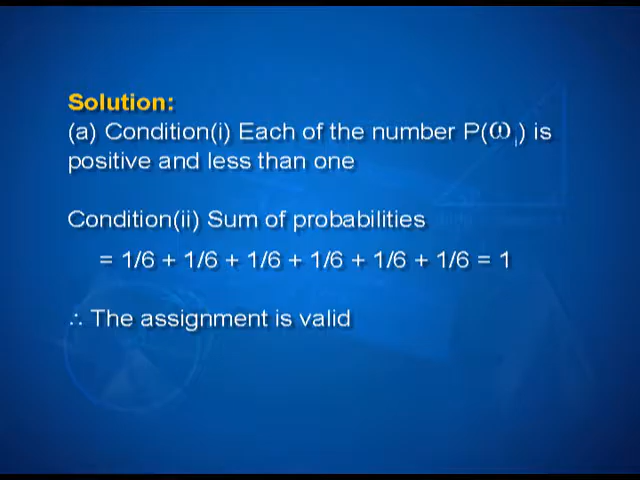 Solution:
(a) Condition(i) Each of the number P(ωᵢ) is
positive and less than one
Condition(ii) Sum of probabilities
= 1/6 + 1/6 + 1/6 + 1/6 + 1/6 + 1/6 = 1
∴ The assignment is valid